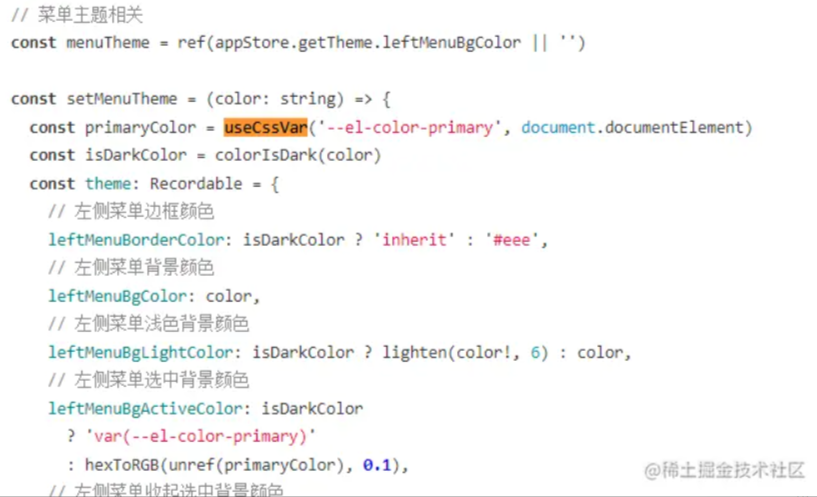 // 菜单主题相关
const menuTheme = ref(appStore.getTheme.leftMenuBgColor || '')
const setMenuTheme = (color: string) => {
const primaryColor = useCssVar('--el-color-primary', document.documentElement)
const isDarkColor = colorIsDark(color)
const theme: Recordable = {
// 左侧菜单边框颜色
leftMenuBorderColor: isDarkColor ? 'inherit' : '#eee',
// 左侧菜单背景颜色
leftMenuBgColor: color,
// 左侧菜单浅色背景颜色
leftMenuBgLightColor: isDarkColor ? lighten(color!, 6) : color,
// 左侧菜单选中背景颜色
leftMenuBgActiveColor: isDarkColor
? 'var(--el-color-primary)'
: hexToRGB(unref(primaryColor), 0.1),
// 左侧菜单收起选中背景颜色
@稀土掘金技术社区